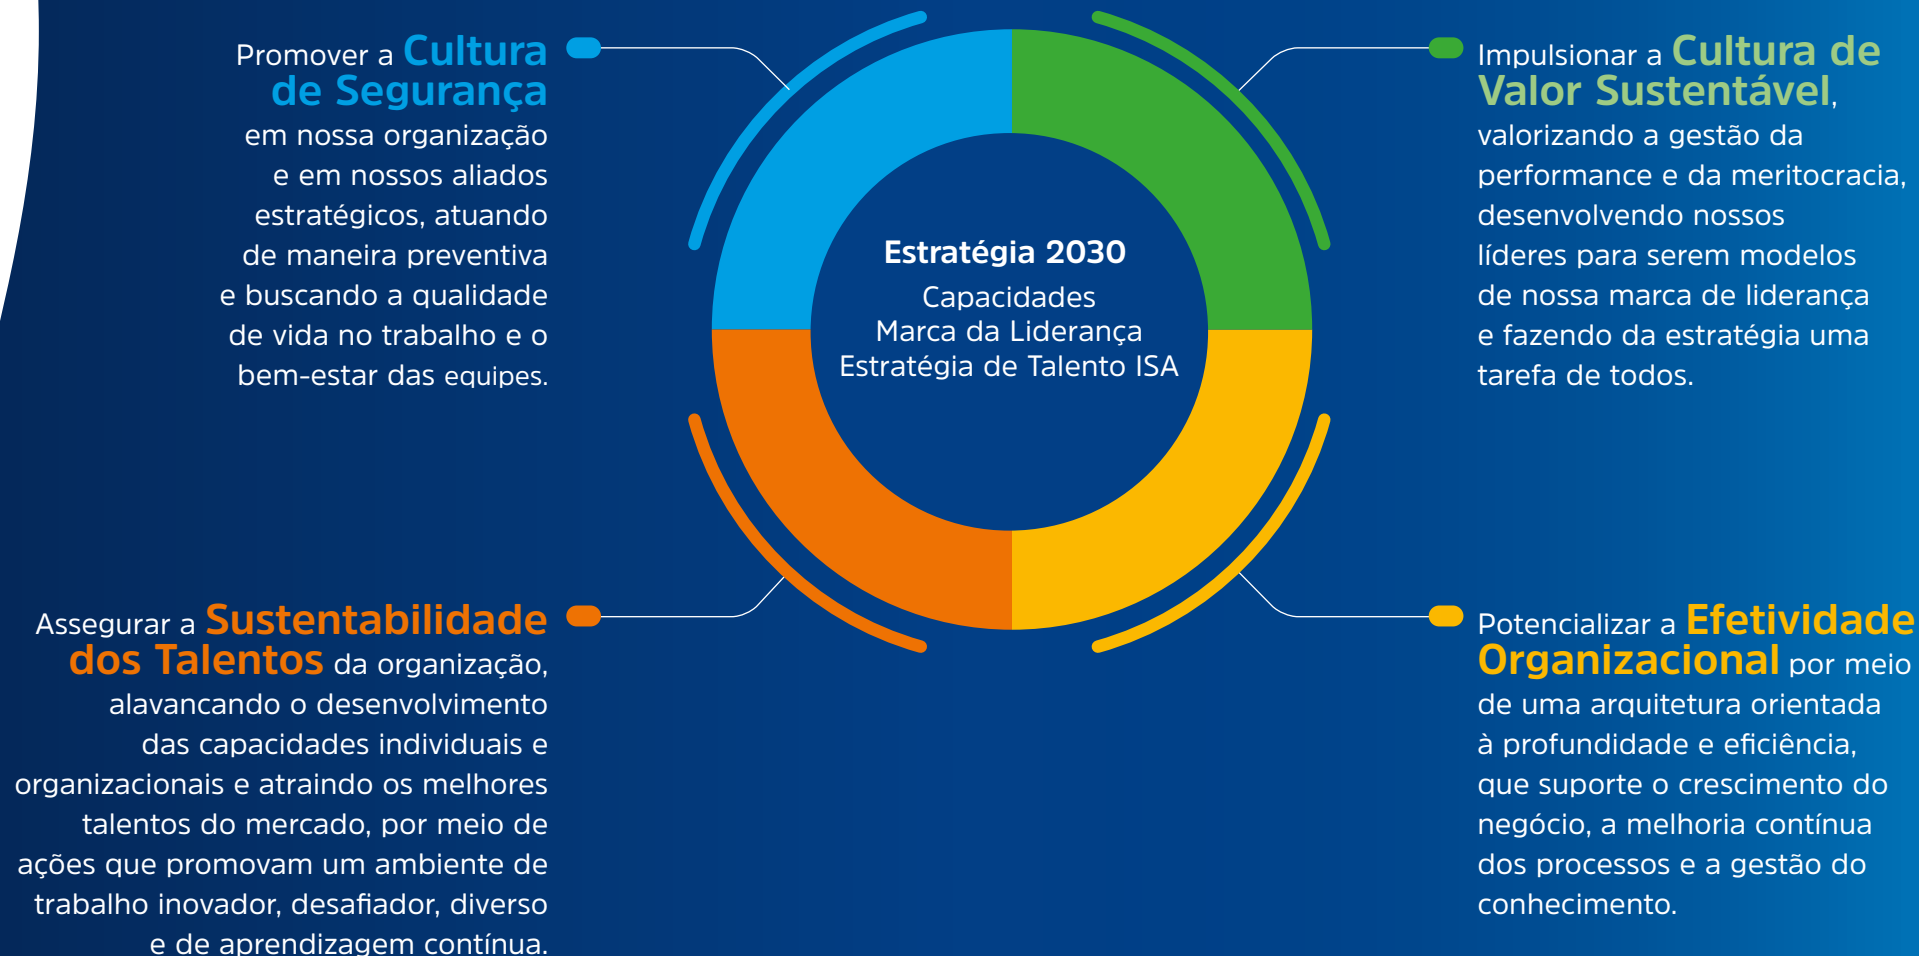 Promover a Cultura
de Segurança
em nossa organização
e em nossos aliados
estratégicos, atuando
de maneira preventiva
e buscando a qualidade
de vida no trabalho e o
bem-estar das equipes.
Impulsionar a Cultura de
Valor Sustentável,
valorizando a gestão da
performance e da meritocracia,
desenvolvendo nossos
líderes para serem modelos
de nossa marca de liderança
e fazendo da estratégia uma
tarefa de todos.
Estratégia 2030
Capacidades
Marca da Liderança
Estratégia de Talento ISA
Assegurar a Sustentabilidade
dos Talentos da organização,
alavancando o desenvolvimento
das capacidades individuais e
organizacionais e atraindo os melhores
talentos do mercado, por meio de
ações que promovam um ambiente de
trabalho inovador, desafiador, diverso
e de aprendizagem contínua.
Potencializar a Efetividade
Organizacional por meio
de uma arquitetura orientada
à profundidade e eficiência,
que suporte o crescimento do
negócio, a melhoria contínua
dos processos e a gestão do
conhecimento.